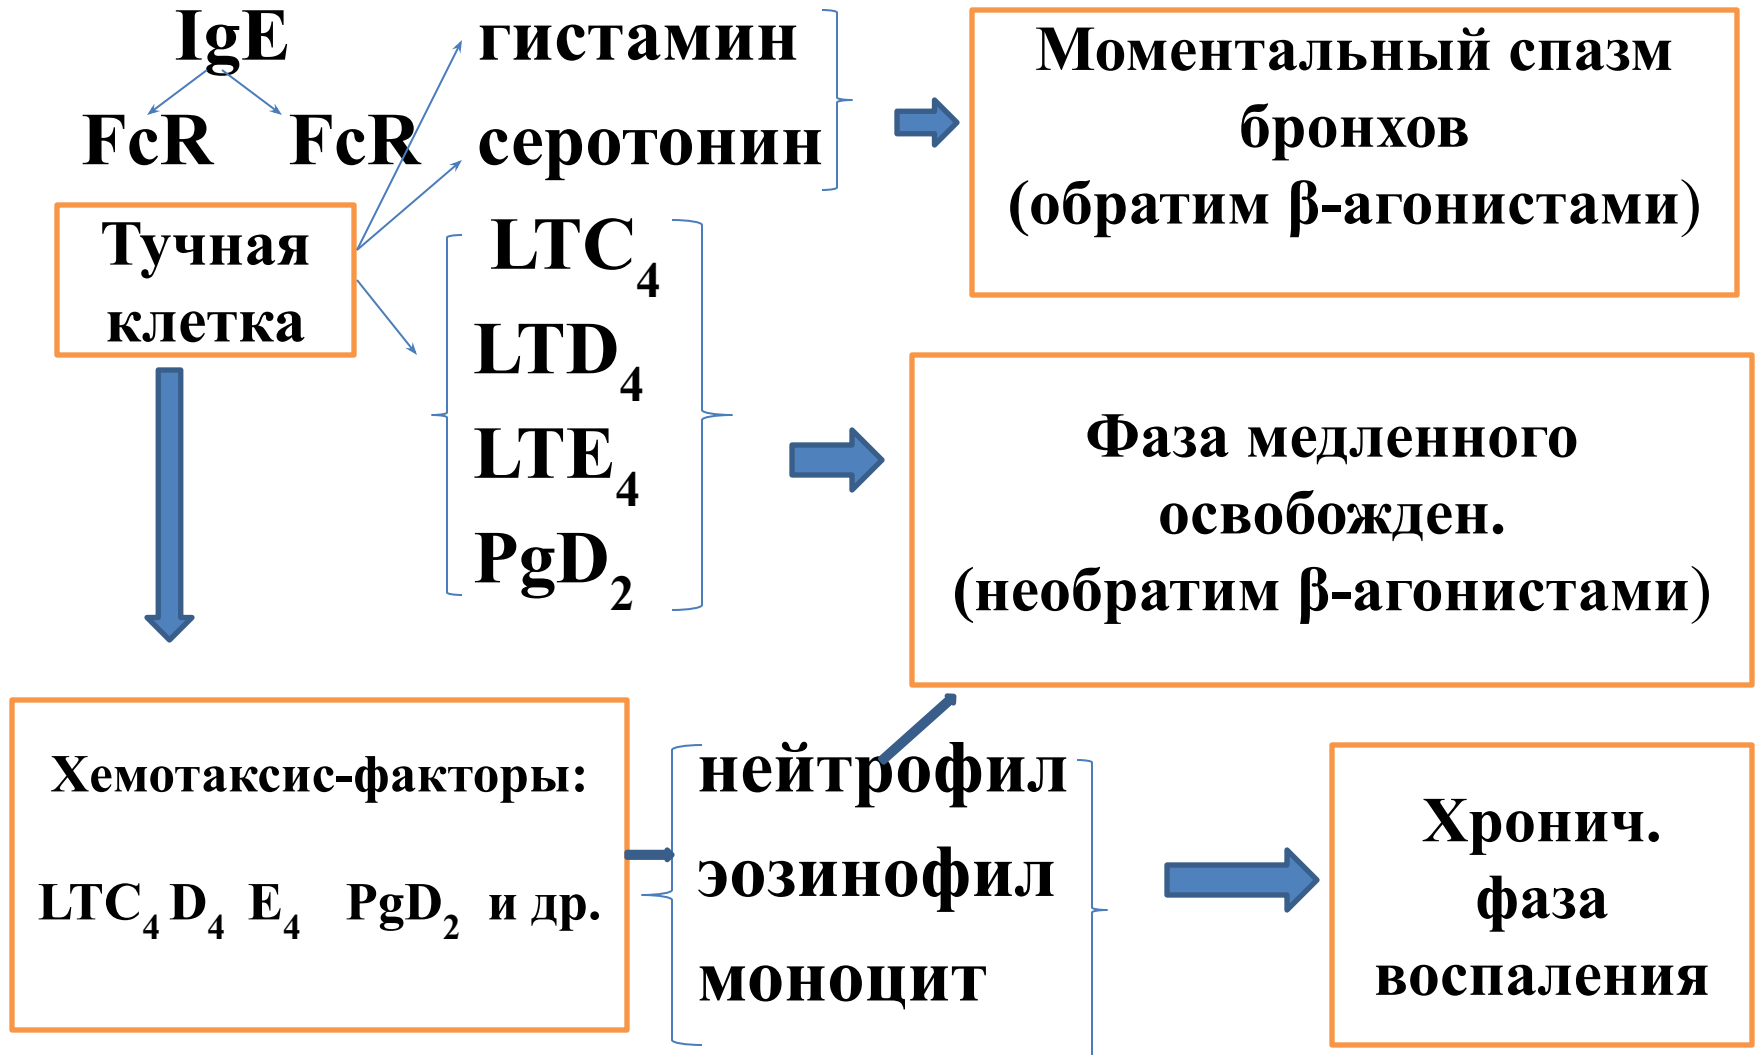 IgE
FcR FcR
Тучная
клетка
гистамин
серотонин
LTC4
LTD4
LTE4
PgD2
Моментальный спазм
бронхов
(обратим β-агонистами)
Фаза медленного
освобожден.
(необратим β-агонистами)
Хемотаксис-факторы:
LTC4 D4 E4 PgD2 и др.
нейтрофил
эозинофил
моноцит
Хронич.
фаза
воспаления